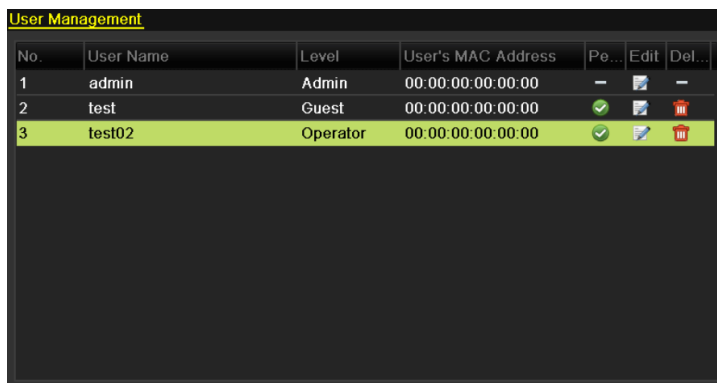 User Management
No. User Name Level User's MAC Address Pe... Edit Del...
1 admin Admin 00:00:00:00:00:00 – –
2 test Guest 00:00:00:00:00:00
3 test02 Operator 00:00:00:00:00:00